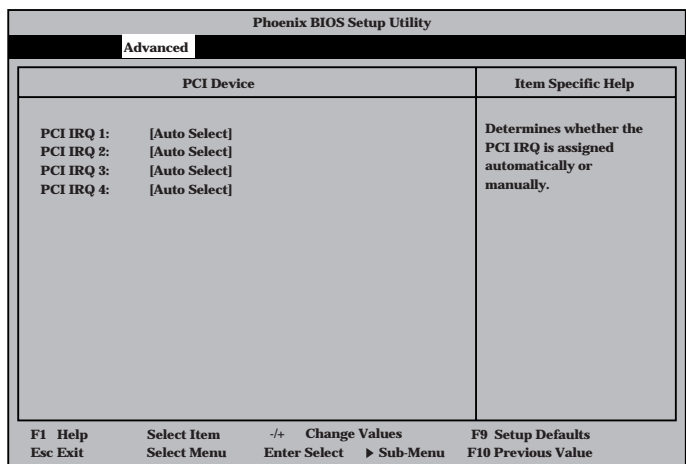 Phoenix BIOS Setup Utility
Advanced
PCI Device
Item Specific Help
PCI IRQ 1: [Auto Select]
PCI IRQ 2: [Auto Select]
PCI IRQ 3: [Auto Select]
PCI IRQ 4: [Auto Select]
Determines whether the
PCI IRQ is assigned
automatically or
manually.
F1 Help Select Item -/+ Change Values F9 Setup Defaults
Esc Exit Select Menu Enter Select ▶ Sub-Menu F10 Previous Value